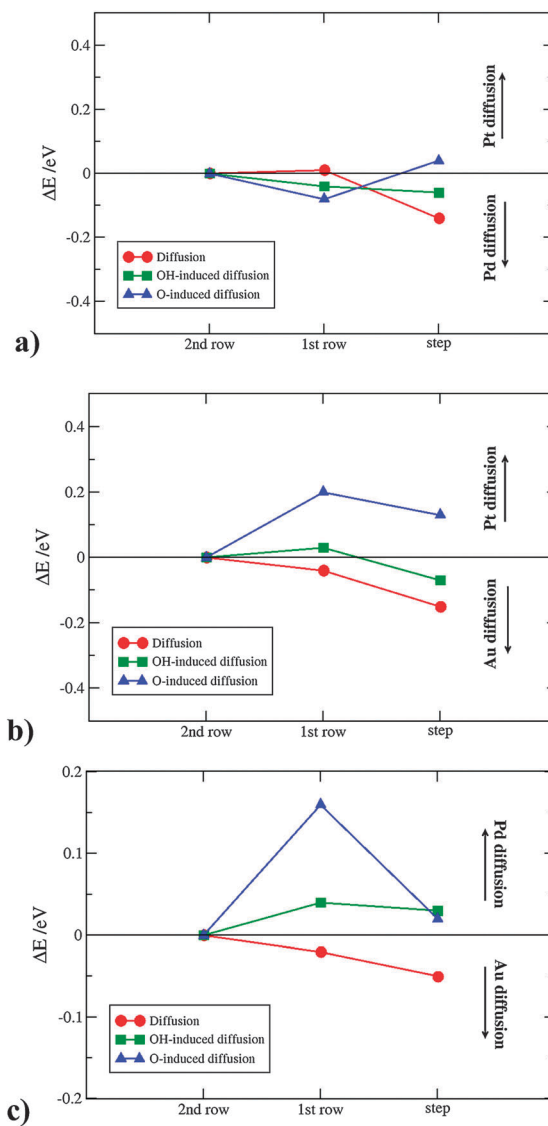 0.4
0.2
0
-0.2
-0.4
ΔE /eV
Pt diffusion
Pd diffusion
Diffusion
OH-induced diffusion
O-induced diffusion
2nd row
1st row
step
a)
0.4
0.2
0
-0.2
-0.4
ΔE /eV
Pt diffusion
Au diffusion
Diffusion
OH-induced diffusion
O-induced diffusion
2nd row
1st row
step
b)
0.2
0.1
0
-0.1
-0.2
ΔE /eV
Pd diffusion
Au diffusion
Diffusion
OH-induced diffusion
O-induced diffusion
2nd row
1st row
step
c)